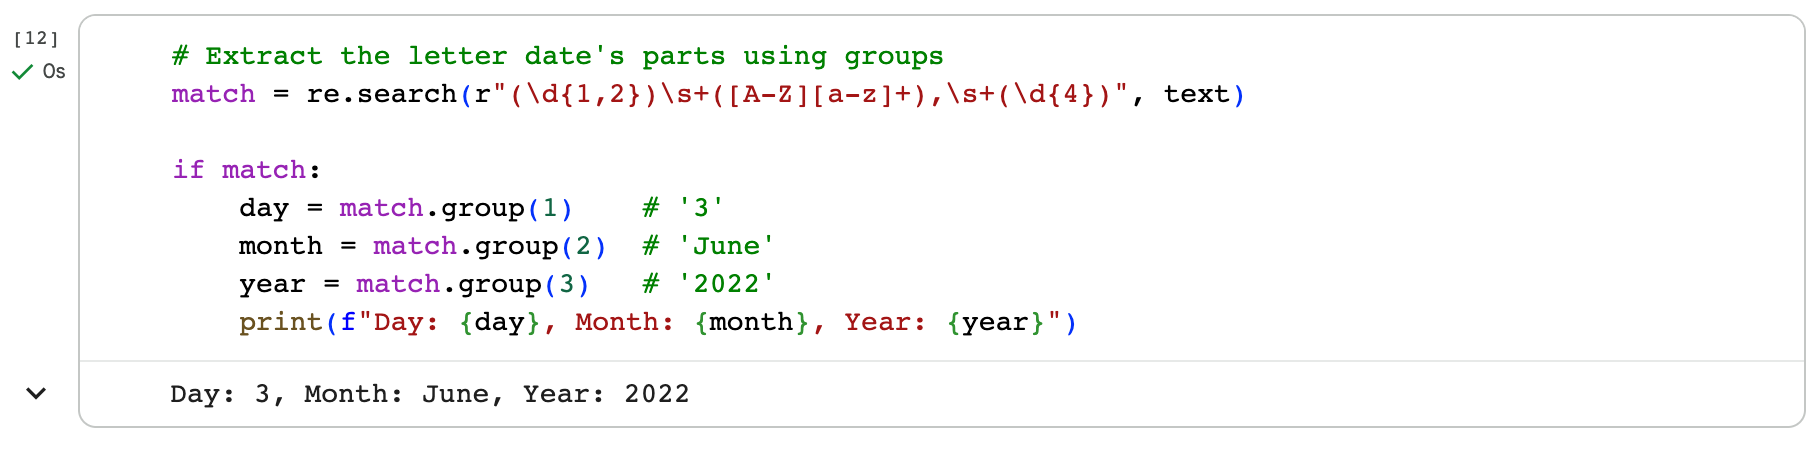 [12]
0s
# Extract the letter date's parts using groups
match = re.search(r"(\d{1,2})\s+([A-Z][a-z]+),\s+(\d{4})", text)
if match:
    day = match.group(1)    # '3'
    month = match.group(2)  # 'June'
    year = match.group(3)   # '2022'
    print(f"Day: {day}, Month: {month}, Year: {year}")
Day: 3, Month: June, Year: 2022